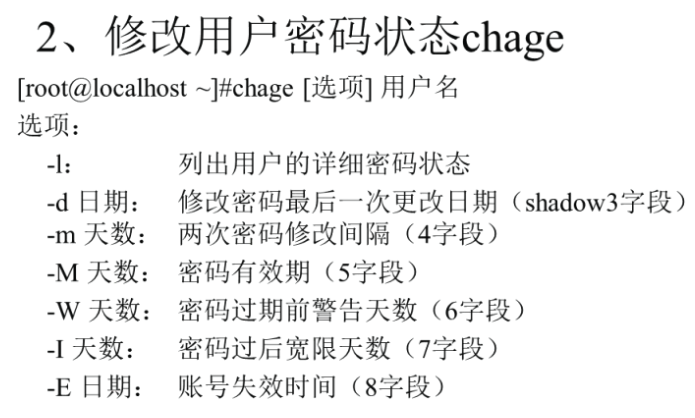 2、修改用户密码状态chage
[root@localhost ~]#chage [选项] 用户名
选项：
-l： 列出用户的详细密码状态
-d 日期： 修改密码最后一次更改日期（shadow3字段）
-m 天数： 两次密码修改间隔（4字段）
-M 天数： 密码有效期（5字段）
-W 天数： 密码过期前警告天数（6字段）
-I 天数： 密码过后宽限天数（7字段）
-E 日期： 账号失效时间（8字段）